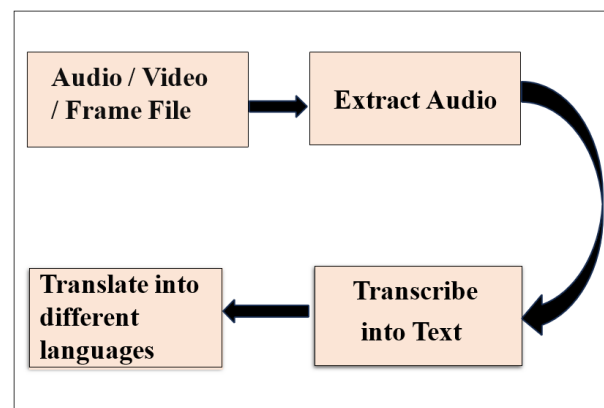 Audio / Video
/ Frame File
Extract Audio
Transcribe
into Text
Translate into
different
languages